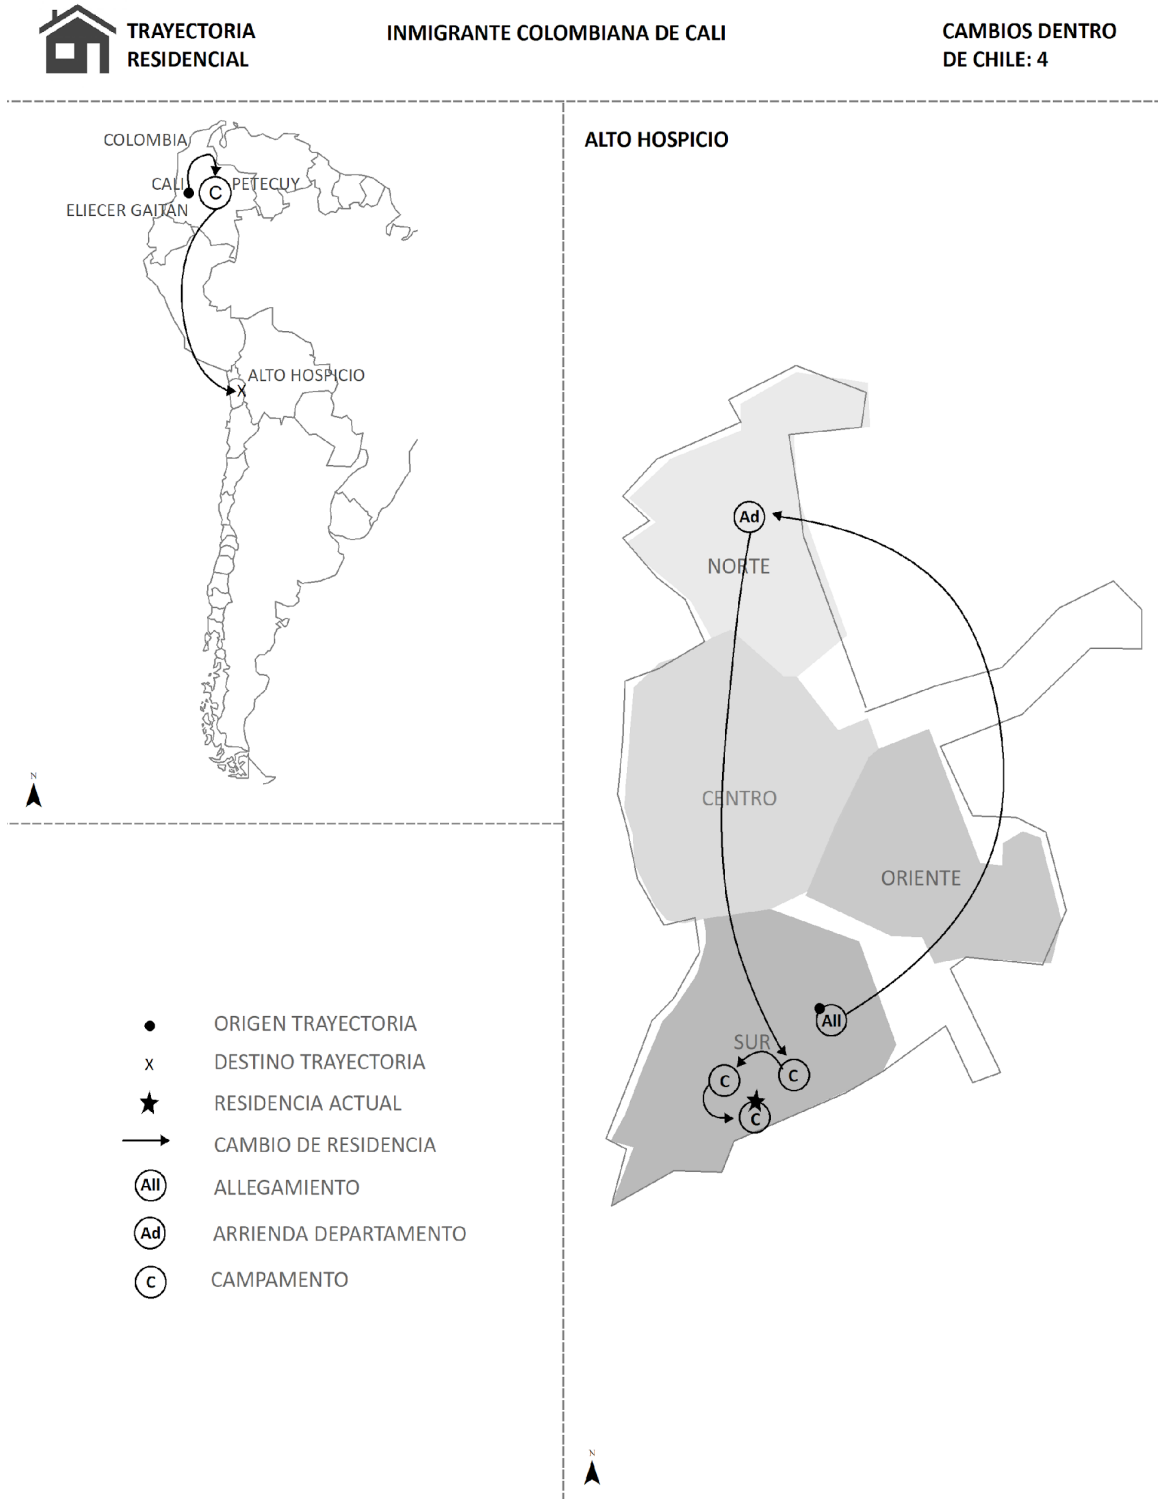 TRAYECTORIA
RESIDENCIAL
INMIGRANTE COLOMBIANA DE CALI
CAMBIOS DENTRO
DE CHILE: 4
COLOMBIA
CALI
C
PETECUY
ELIECER GAITAN
ALTO HOSPICIO
X
N
ALTO HOSPICIO
Ad
NORTE
CENTRO
ORIENTE
All
SUR
C
C
C
N
ORIGEN TRAYECTORIA
X DESTINO TRAYECTORIA
RESIDENCIA ACTUAL
CAMBIO DE RESIDENCIA
All ALLEGAMIENTO
Ad ARRIENDA DEPARTAMENTO
C CAMPAMENTO